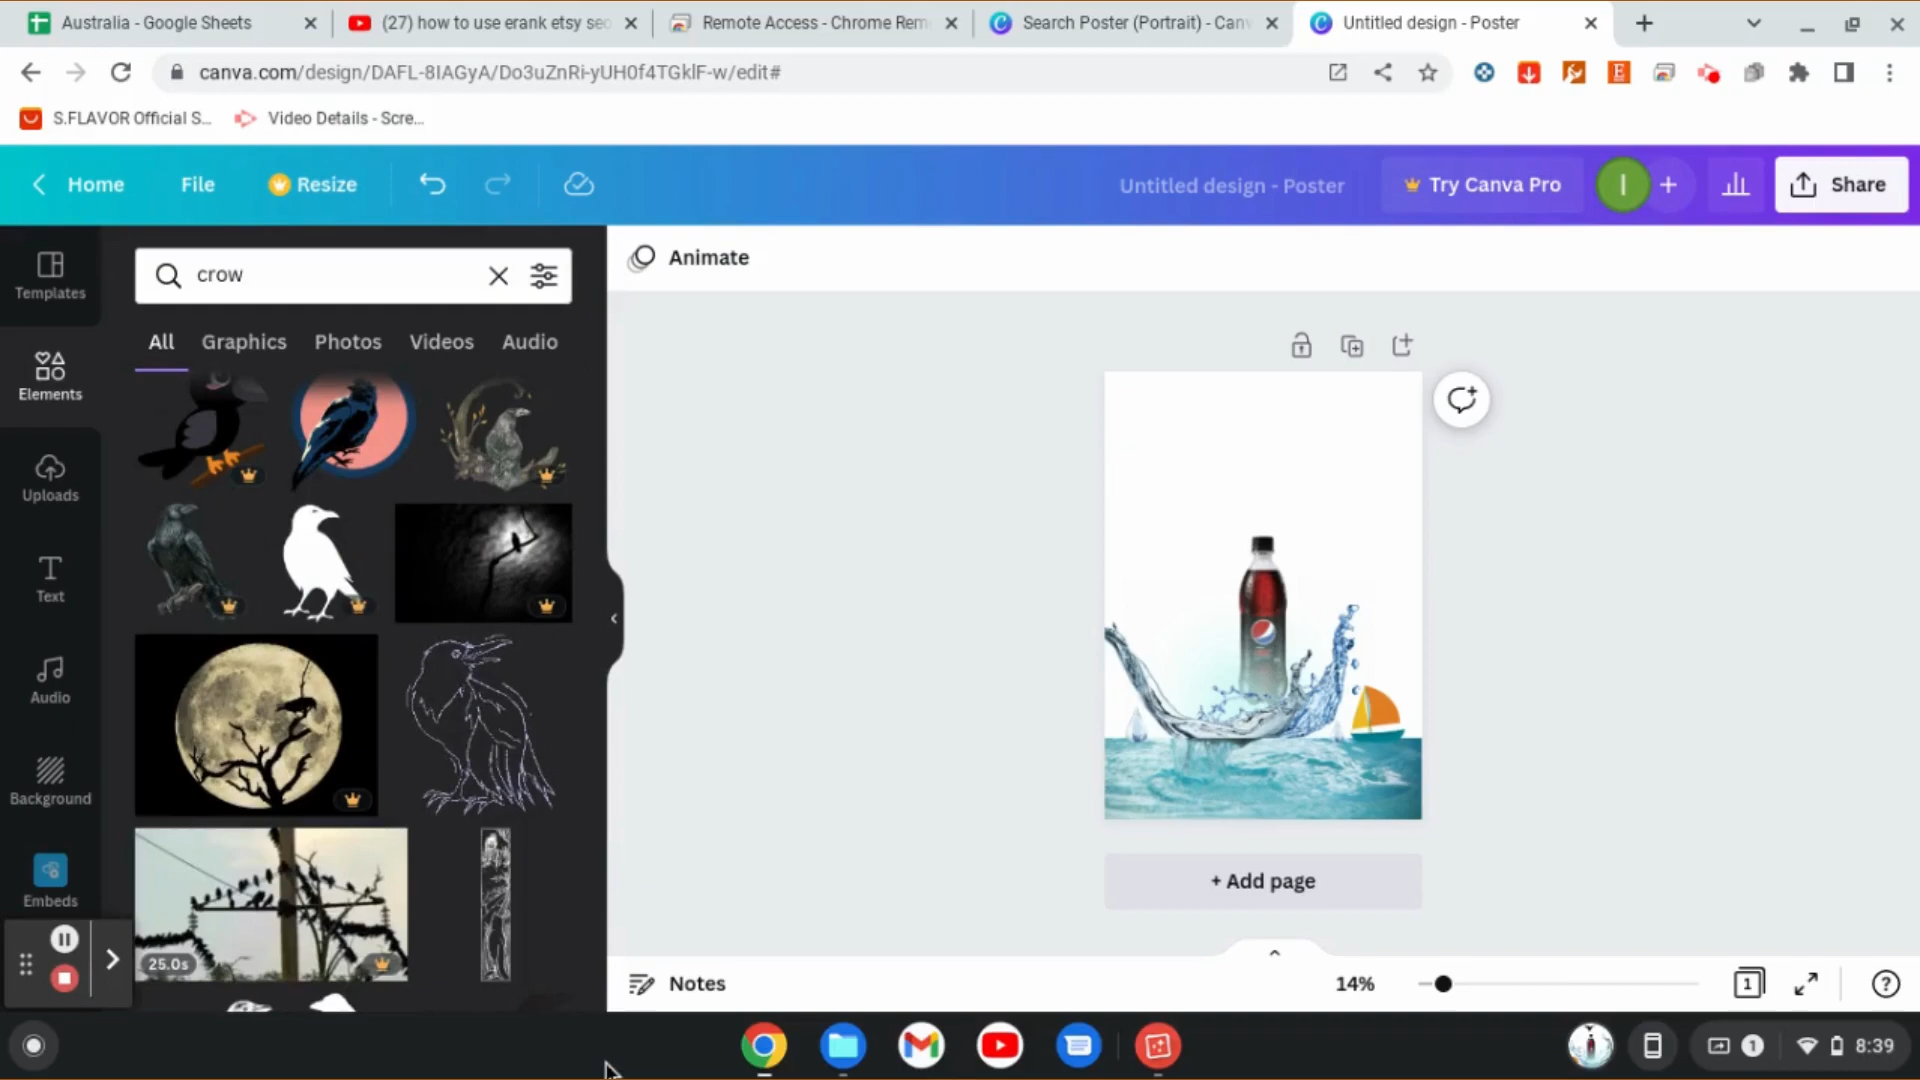 Australia - Google Sheets
(27) how to use erank etsy seo
Remote Access - Chrome Rem
Search Poster (Portrait) - Canv
Untitled design - Poster
canva.com/design/DAFL-8IAGyA/Do3uZnRi-yUH0f4TGklF-w/edit#
S.FLAVOR Official S...
Video Details - Scre...
Home
File
Resize
Untitled design - Poster
Try Canva Pro
I
Share
Templates
Elements
Uploads
Text
Audio
Background
Embeds
crow
All
Graphics
Photos
Videos
Audio
25.0s
Animate
+ Add page
Notes
14%
1
1
8:39